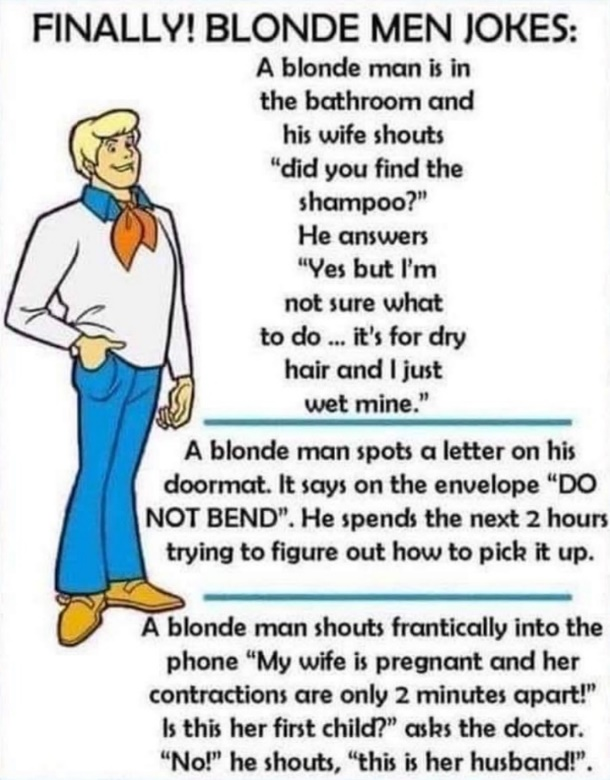 FINALLY! BLONDE MEN JOKES:
A blonde man is in
the bathroom and
his wife shouts
“did you find the
shampoo?”
He answers
“Yes but I'm
not sure what
to do ... it's for dry
hair and I just
wet mine.”
A blonde man spots a letter on his
doormat. It says on the envelope “DO
NOT BEND”. He spends the next 2 hours
trying to figure out how to pick it up.
A blonde man shouts frantically into the
phone “My wife is pregnant and her
contractions are only 2 minutes apart!”
Is this her first child?” asks the doctor.
“No!” he shouts, “this is her husband!”.